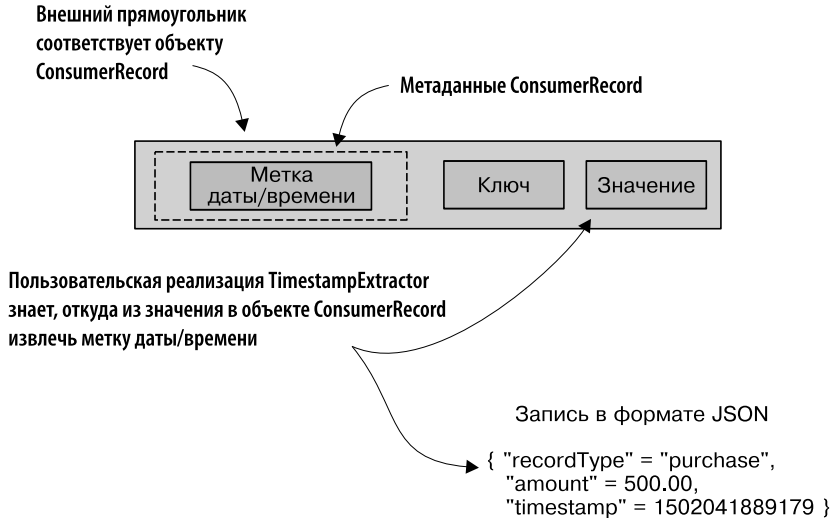 Внешний прямоугольник
соответствует объекту
ConsumerRecord
Метаданные ConsumerRecord
Метка
даты/времени
Ключ
Значение
Пользовательская реализация TimestampExtractor
знает, откуда из значения в объекте ConsumerRecord
извлечь метку даты/времени
Запись в формате JSON
{ "recordType" = "purchase",
"amount" = 500.00,
"timestamp" = 1502041889179 }